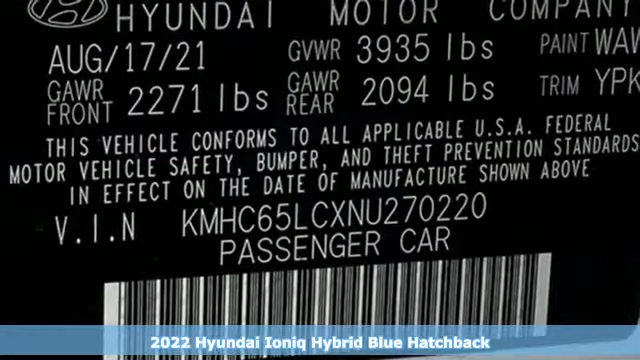 HYUNDAI MOTOR COMPANY
AUG/17/21 GVWR 3935 lbs PAINT WAW
GAWR FRONT 2271 lbs GAWR REAR 2094 lbs TRIM YPK
THIS VEHICLE CONFORMS TO ALL APPLICABLE U.S.A. FEDERAL
MOTOR VEHICLE SAFETY, BUMPER, AND THEFT PREVENTION STANDARDS
IN EFFECT ON THE DATE OF MANUFACTURE SHOWN ABOVE
V.I.N KMHC65LCXNU270220
PASSENGER CAR
2022 Hyundai Ioniq Hybrid Blue Hatchback